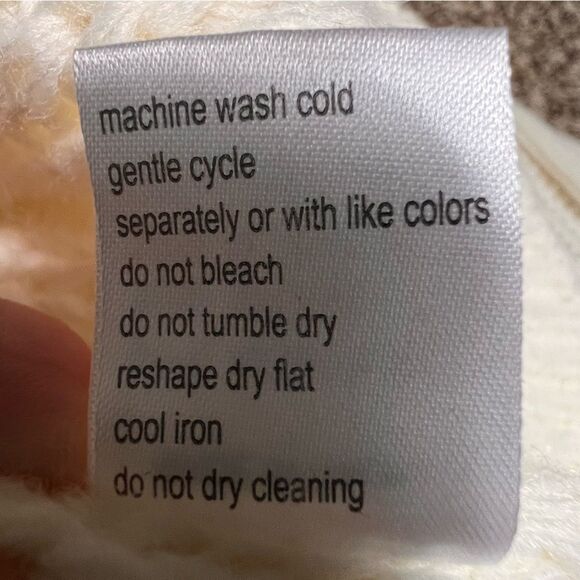 machine wash cold
gentle cycle
separately or with like colors
do not bleach
do not tumble dry
reshape dry flat
cool iron
do not dry cleaning